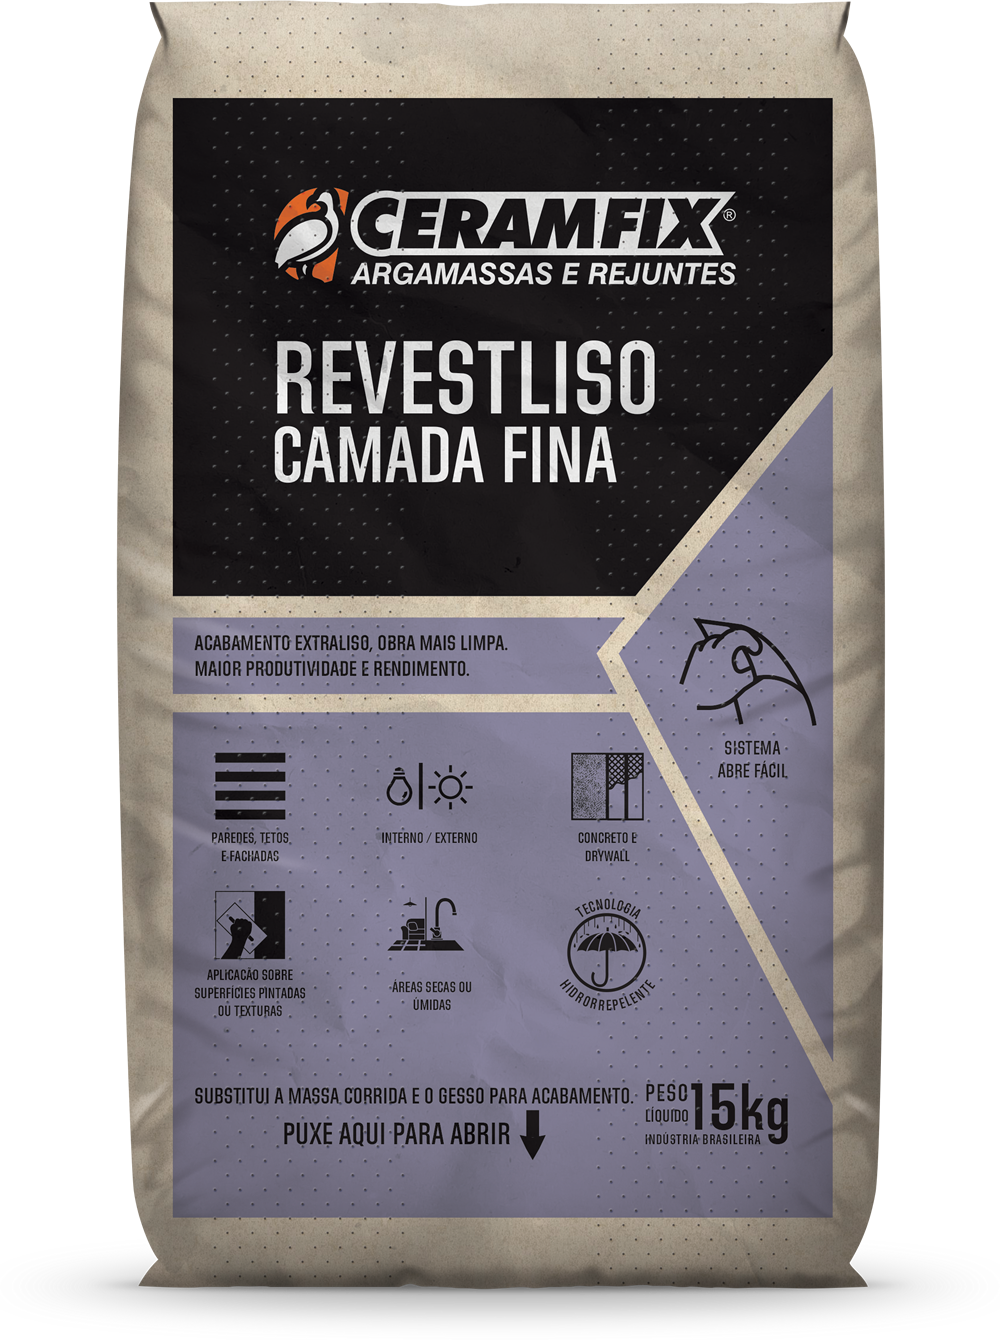 CERAMFIX®
ARGAMASSAS E REJUNTES
REVESTLISO
CAMADA FINA
ACABAMENTO EXTRALISO, OBRA MAIS LIMPA.
MAIOR PRODUTIVIDADE E RENDIMENTO.
SISTEMA
ABRE FÁCIL
PAREDES, TETOS
E FACHADAS
INTERNO / EXTERNO
CONCRETO E
DRYWALL
APLICAÇÃO SOBRE
SUPERFÍCIES PINTADAS
OU TEXTURAS
ÁREAS SECAS OU
ÚMIDAS
TECNOLOGIA
HIDRORREPELENTE
SUBSTITUI A MASSA CORRIDA E O GESSO PARA ACABAMENTO.
PUXE AQUI PARA ABRIR
PESO
LÍQUIDO
15kg
INDÚSTRIA BRASILEIRA